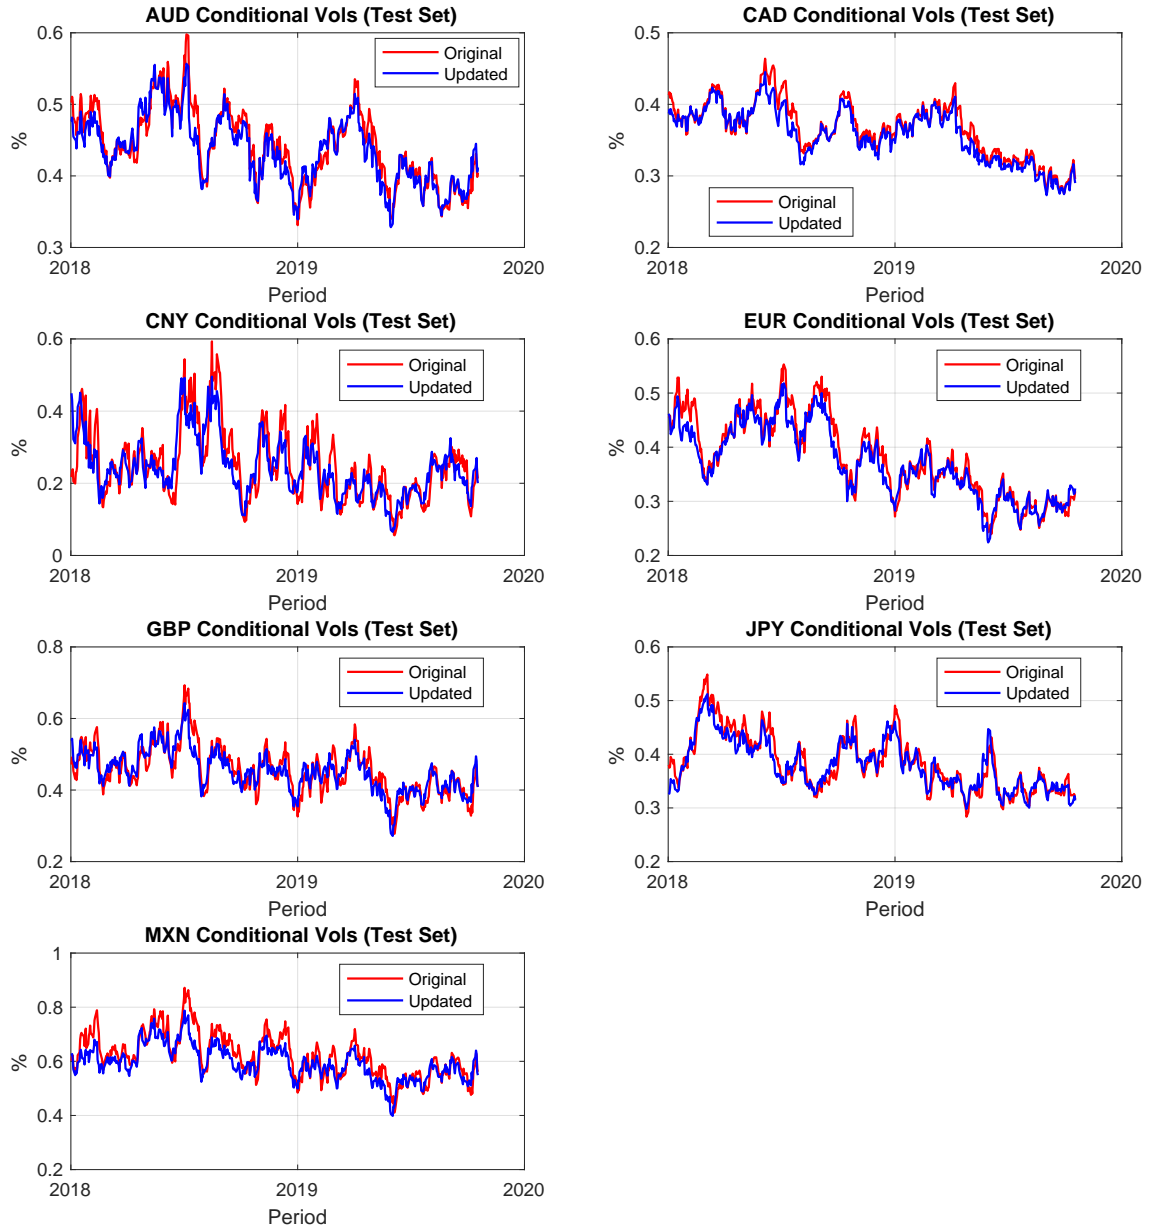 AUD Conditional Vols (Test Set)
%
0.6
0.5
0.4
0.3
Original
Updated
2018
2019
2020
Period
CAD Conditional Vols (Test Set)
%
0.5
0.4
0.3
0.2
Original
Updated
2018
2019
2020
Period
CNY Conditional Vols (Test Set)
%
0.6
0.4
0.2
0
Original
Updated
2018
2019
2020
Period
EUR Conditional Vols (Test Set)
%
0.6
0.5
0.4
0.3
0.2
Original
Updated
2018
2019
2020
Period
GBP Conditional Vols (Test Set)
%
0.8
0.6
0.4
0.2
Original
Updated
2018
2019
2020
Period
JPY Conditional Vols (Test Set)
%
0.6
0.5
0.4
0.3
0.2
Original
Updated
2018
2019
2020
Period
MXN Conditional Vols (Test Set)
%
1
0.8
0.6
0.4
0.2
Original
Updated
2018
2019
2020
Period